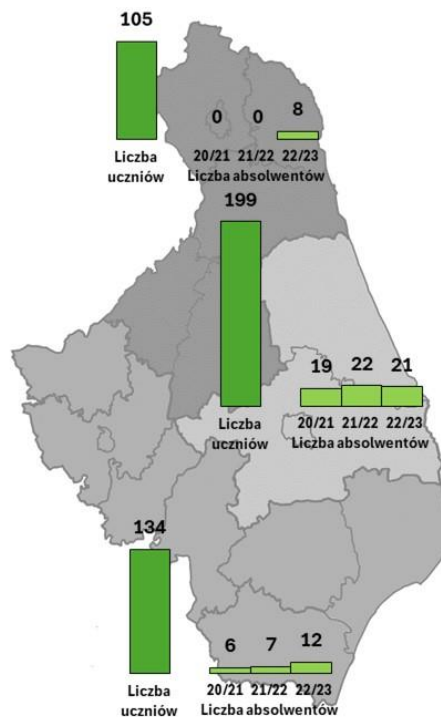 105
0 0 8
Liczba
uczniów
20/21 21/22 22/23
Liczba absolwentów
199
19 22 21
Liczba
uczniów
20/21 21/22 22/23
Liczba absolwentów
134
6 7 12
Liczba
uczniów
20/21 21/22 22/23
Liczba absolwentów